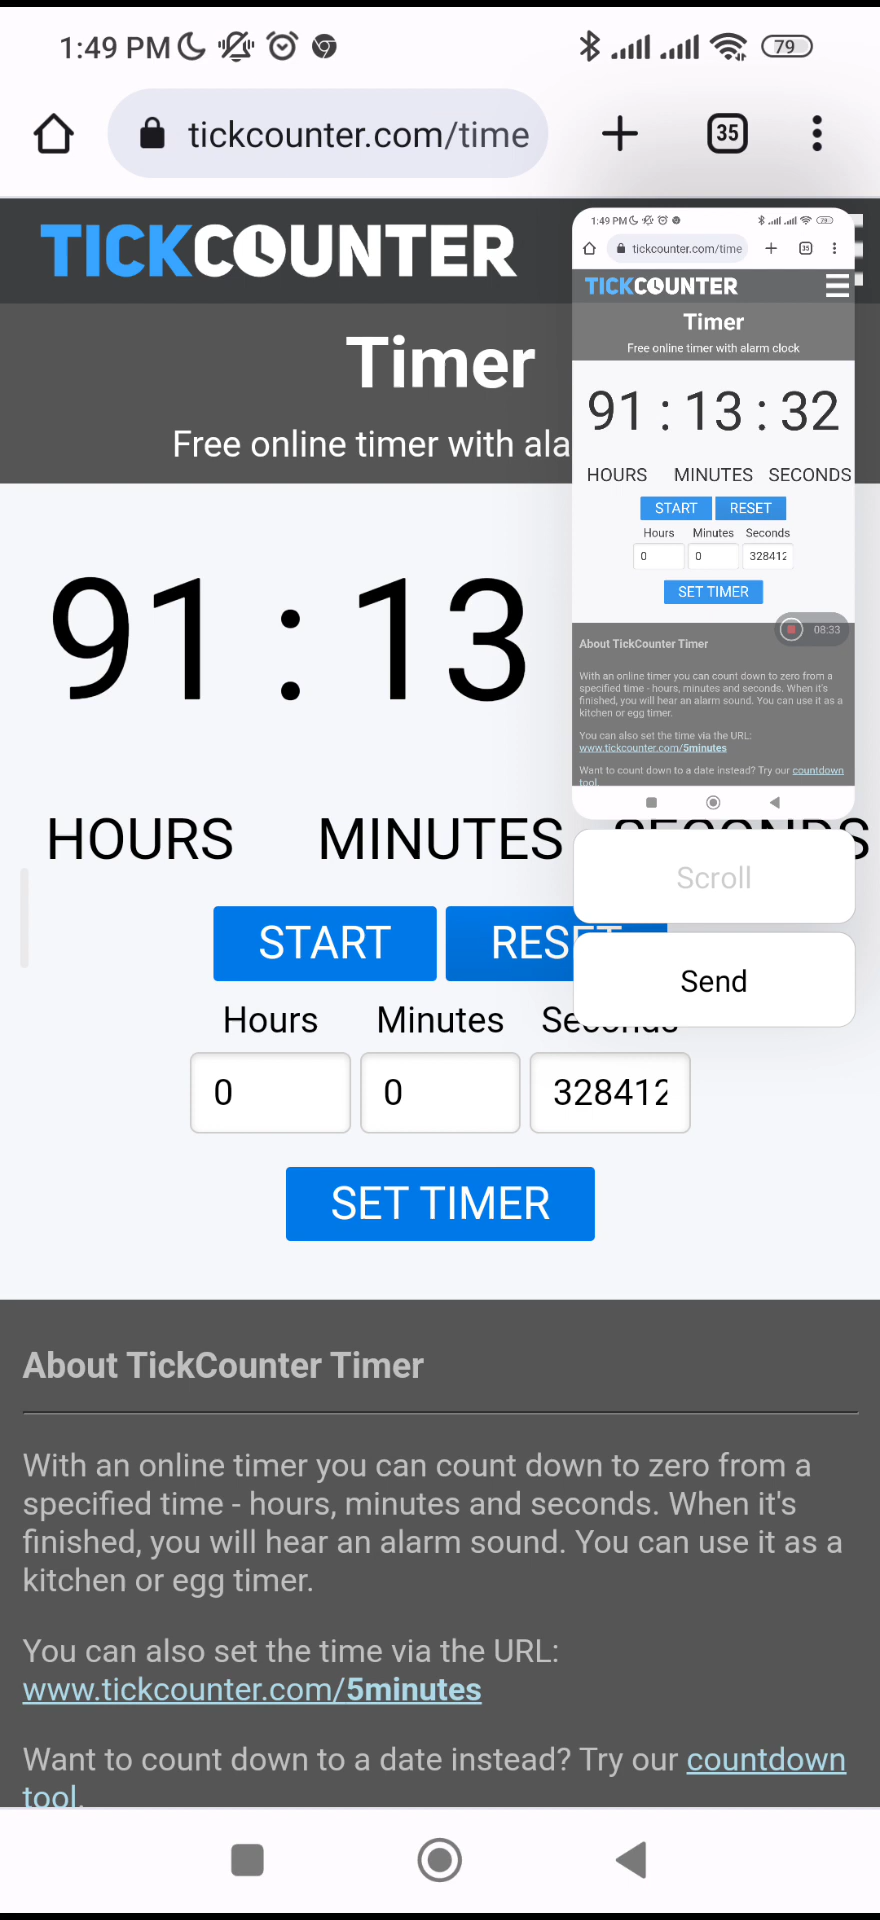 1:49 PM
79
tickcounter.com/time
35
TICKCOUNTER
Timer
Free online timer with ala
91 : 13
HOURS MINUTES SECONDS
START RESET
Hours Minutes Seconds
0 0 328412
SET TIMER
About TickCounter Timer
With an online timer you can count down to zero from a
specified time - hours, minutes and seconds. When it's
finished, you will hear an alarm sound. You can use it as a
kitchen or egg timer.
You can also set the time via the URL:
www.tickcounter.com/5minutes
Want to count down to a date instead? Try our countdown
tool.
1:49 PM
79
tickcounter.com/time
35
TICKCOUNTER
Timer
Free online timer with alarm clock
91 : 13 : 32
HOURS MINUTES SECONDS
START RESET
Hours Minutes Seconds
0 0 328412
SET TIMER
08:33
About TickCounter Timer
With an online timer you can count down to zero from a
specified time - hours, minutes and seconds. When it's
finished, you will hear an alarm sound. You can use it as a
kitchen or egg timer.
You can also set the time via the URL:
www.tickcounter.com/5minutes
Want to count down to a date instead? Try our countdown
tool.
Scroll
Send